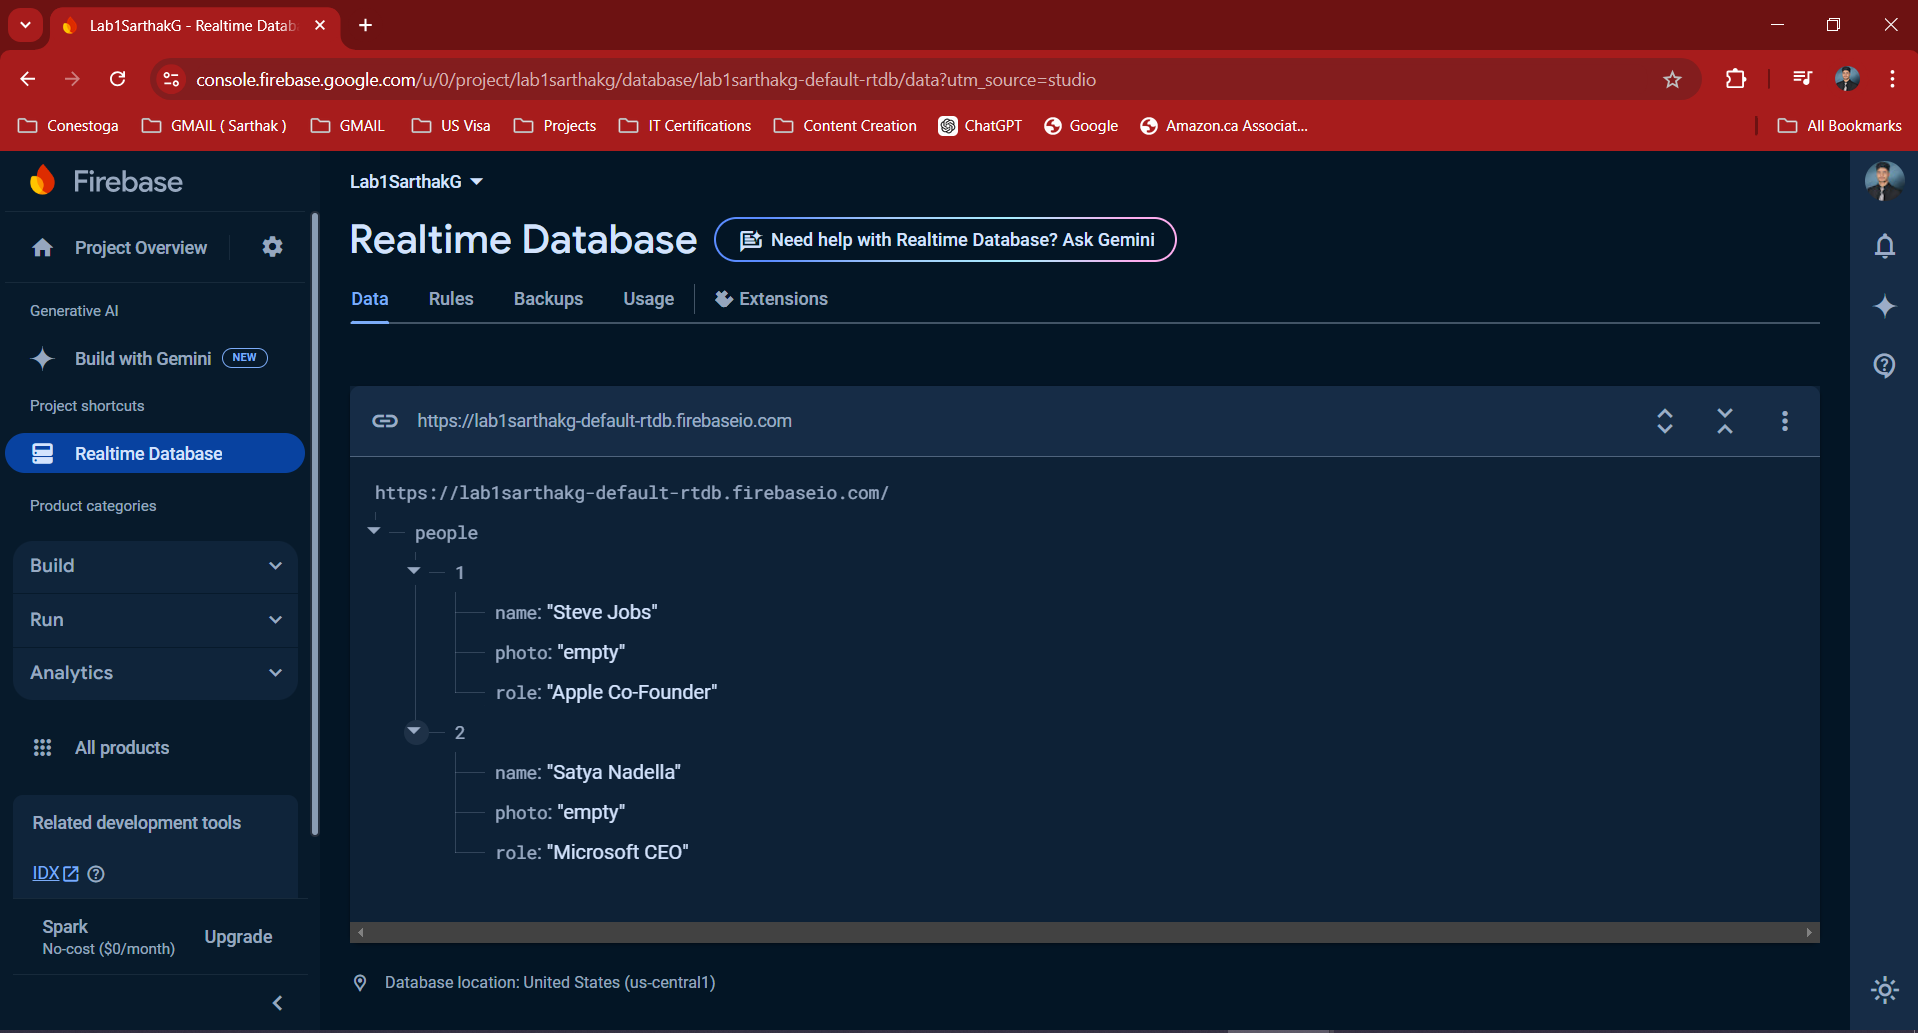 Lab1SarthakG - Realtime Datab
console.firebase.google.com/u/0/project/lab1sarthakg/database/lab1sarthakg-default-rtdb/data?utm_source=studio
Conestoga GMAIL ( Sarthak ) GMAIL US Visa Projects IT Certifications Content Creation ChatGPT Google Amazon.ca Associat... All Bookmarks
Firebase
Project Overview
Generative AI
Build with Gemini NEW
Project shortcuts
Realtime Database
Product categories
Build
Run
Analytics
All products
Related development tools
IDX
Spark
No-cost ($0/month)
Upgrade
Lab1SarthakG
Realtime Database
Need help with Realtime Database? Ask Gemini
Data Rules Backups Usage Extensions
https://lab1sarthakg-default-rtdb.firebaseio.com
https://lab1sarthakg-default-rtdb.firebaseio.com/
people
1
name: "Steve Jobs"
photo: "empty"
role: "Apple Co-Founder"
2
name: "Satya Nadella"
photo: "empty"
role: "Microsoft CEO"
Database location: United States (us-central1)